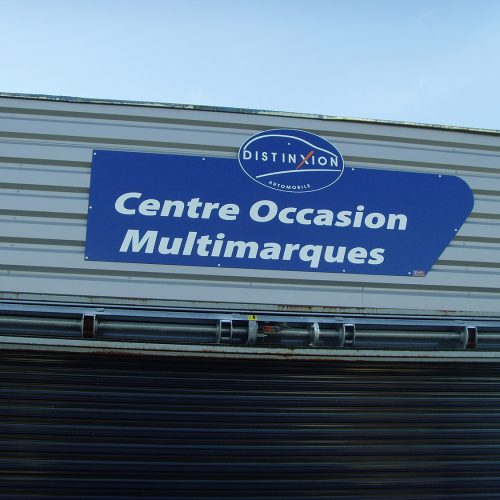 DISTINXION
AUTOMOBILE
Centre Occasion
Multimarques